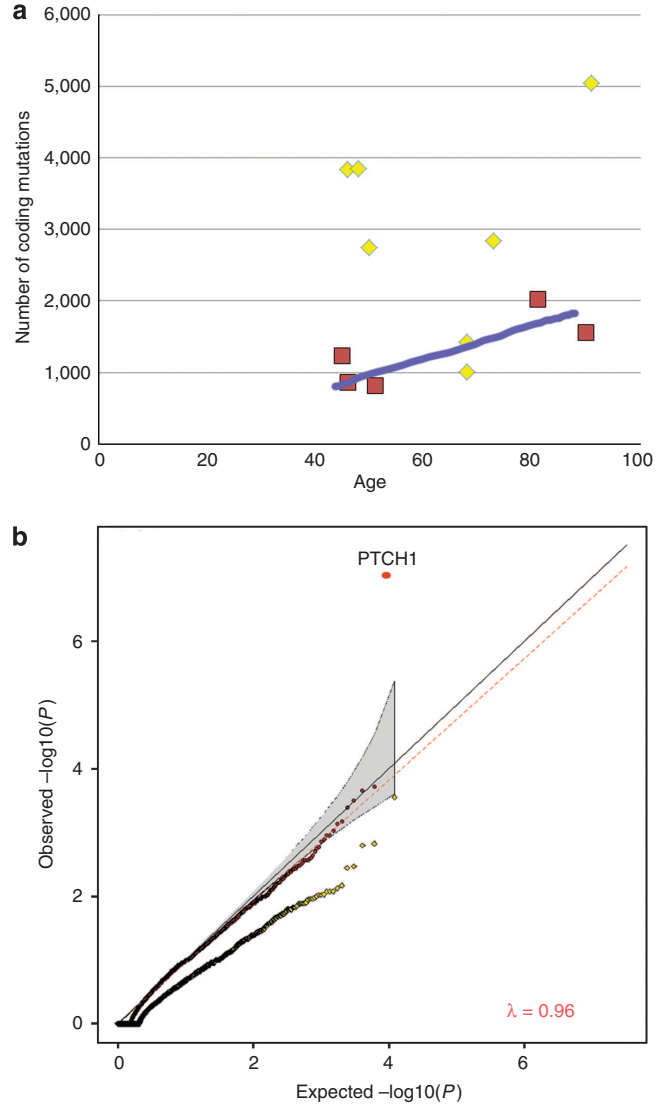 a
6,000
5,000
4,000
3,000
2,000
1,000
0
Number of coding mutations
0 20 40 60 80 100
Age
b
PTCH1
6
4
2
0
Observed –log10(P)
λ = 0.96
0 2 4 6
Expected –log10(P)